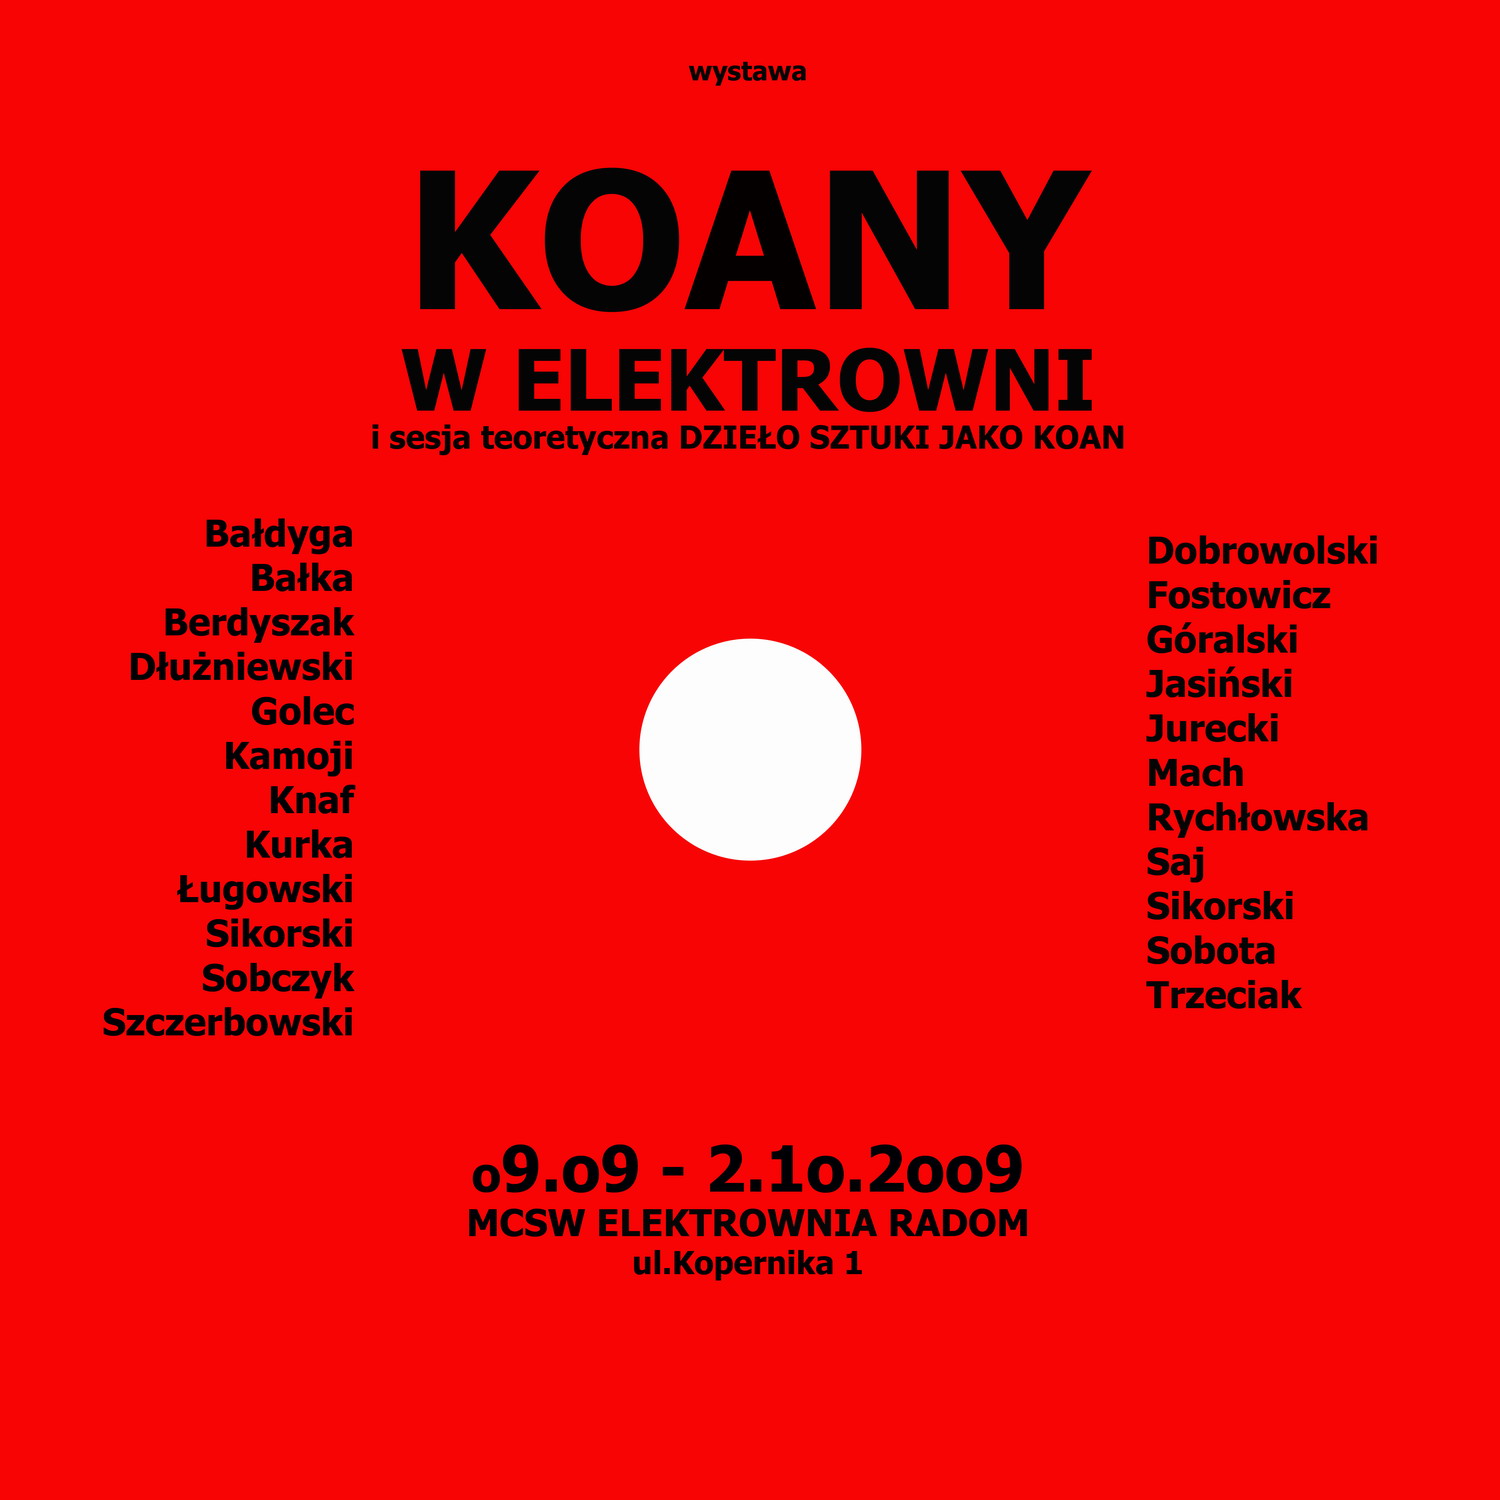 wystawa
KOANY
W ELEKTROWNI
i sesja teoretyczna DZIEŁO SZTUKI JAKO KOAN
Bałdyga
Bałka
Berdyszak
Dłużniewski
Golec
Kamoji
Knaf
Kurka
Ługowski
Sikorski
Sobczyk
Szczerbowski
Dobrowolski
Fostowicz
Góralski
Jasiński
Jurecki
Mach
Rychłowska
Saj
Sikorski
Sobota
Trzeciak
o9.o9 - 2.1o.2oo9
MCSW ELEKTROWNIA RADOM
ul.Kopernika 1